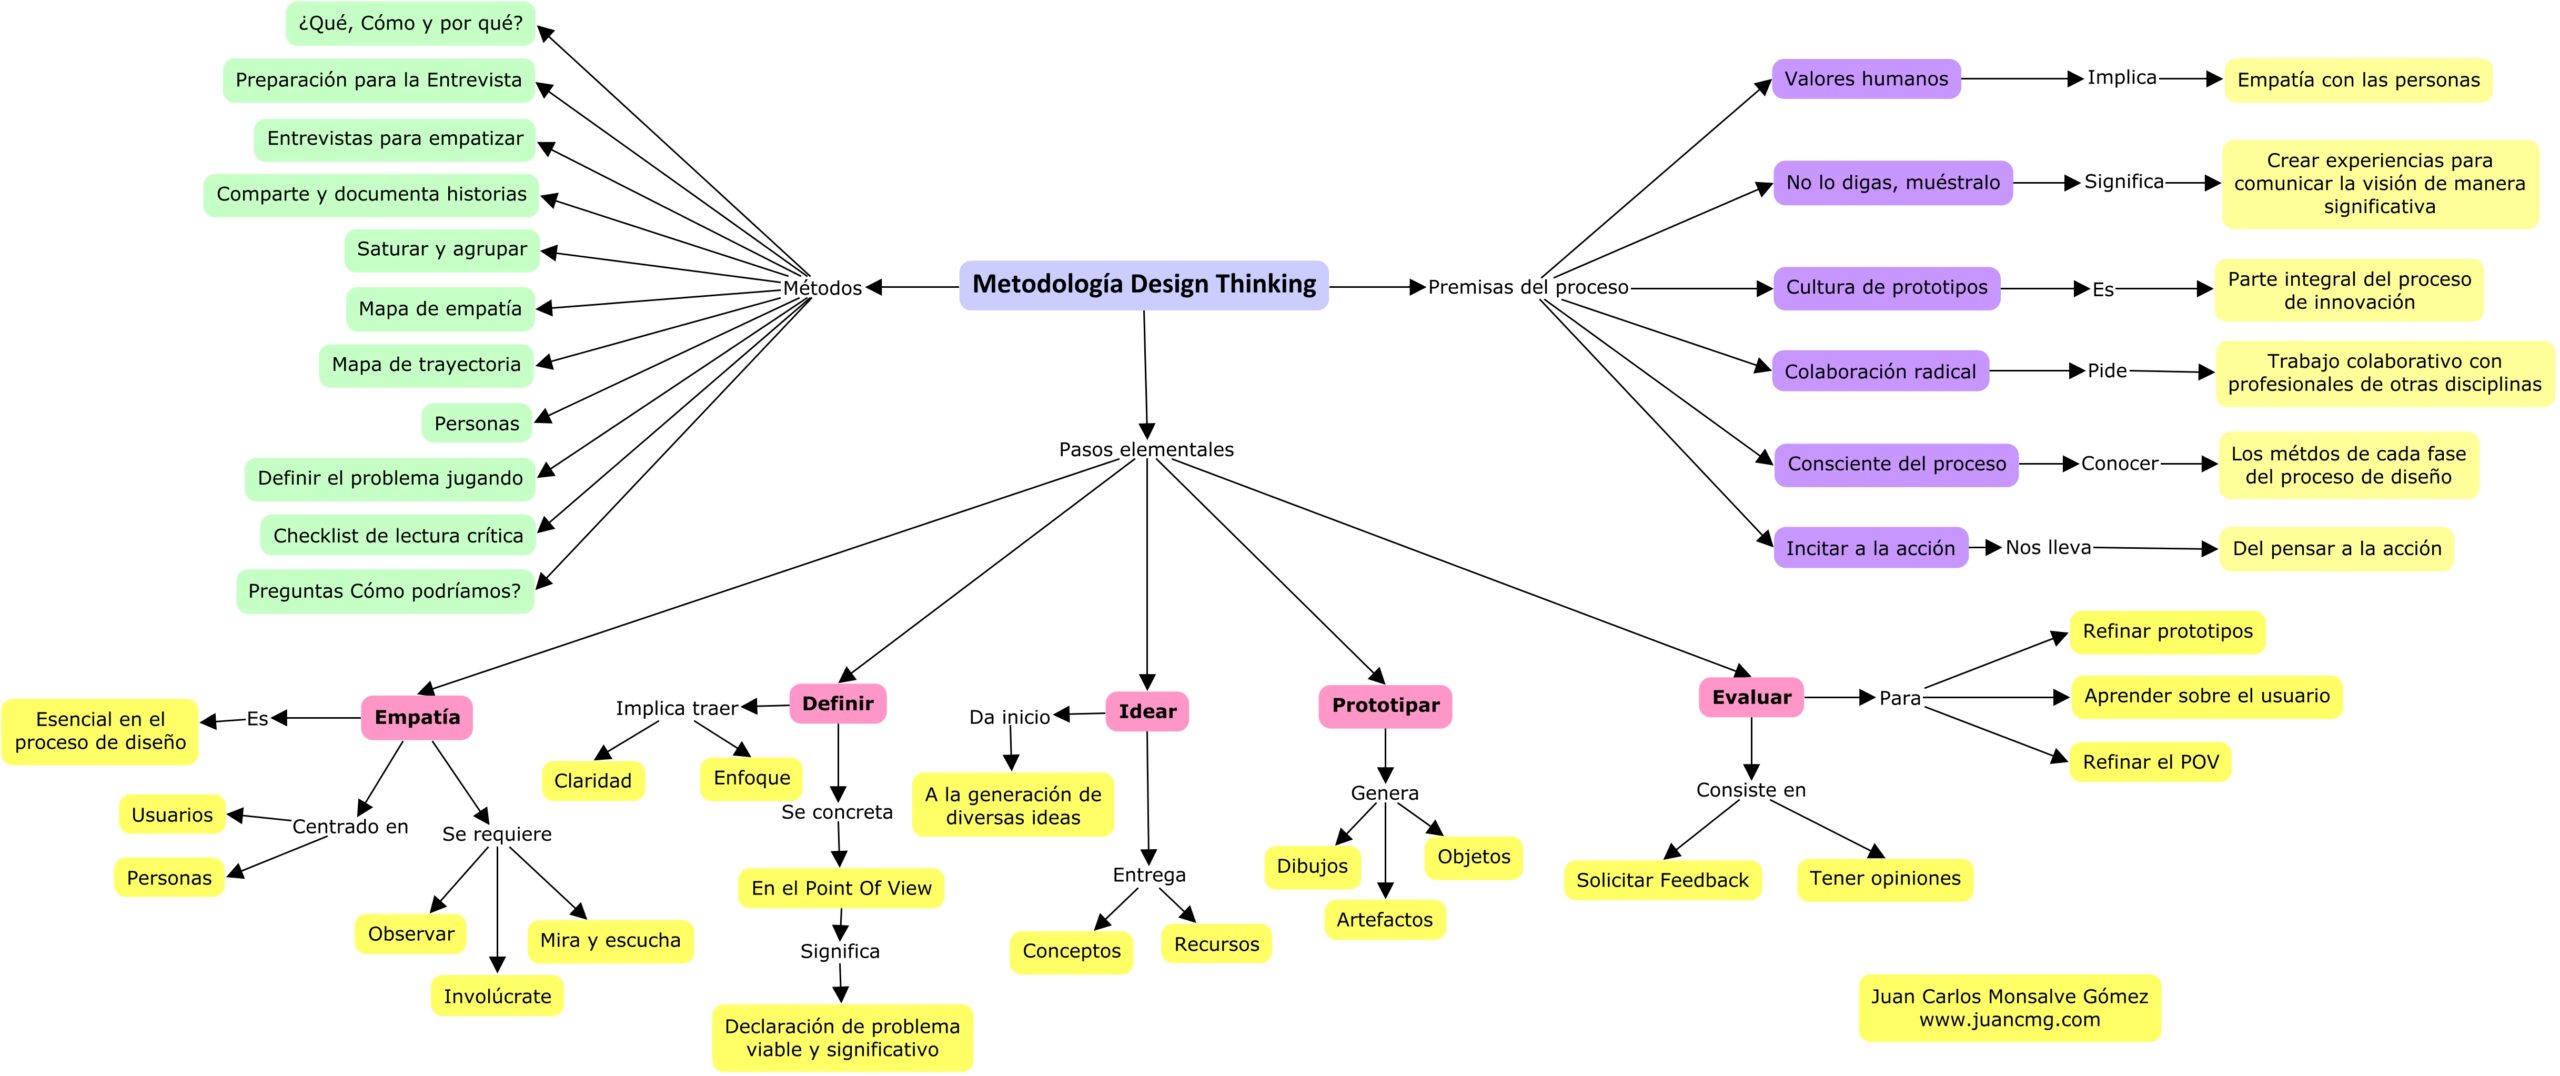 ¿Qué, Cómo y por qué?
Preparación para la Entrevista
Entrevistas para empatizar
Comparte y documenta historias
Saturar y agrupar
Mapa de empatía
Mapa de trayectoria
Personas
Definir el problema jugando
Checklist de lectura crítica
Preguntas Cómo podríamos?
Métodos
Metodología Design Thinking
Premisas del proceso
Valores humanos
Implica
Empatía con las personas
No lo digas, muéstralo
Significa
Crear experiencias para
comunicar la visión de manera
significativa
Cultura de prototipos
Es
Parte integral del proceso
de innovación
Colaboración radical
Pide
Trabajo colaborativo con
profesionales de otras disciplinas
Consciente del proceso
Conocer
Los métdos de cada fase
del proceso de diseño
Incitar a la acción
Nos lleva
Del pensar a la acción
Pasos elementales
Empatía
Es
Esencial en el
proceso de diseño
Centrado en
Usuarios
Personas
Se requiere
Observar
Involúcrate
Mira y escucha
Definir
Implica traer
Claridad
Enfoque
Se concreta
En el Point Of View
Significa
Declaración de problema
viable y significativo
Idear
Da inicio
A la generación de
diversas ideas
Entrega
Conceptos
Recursos
Prototipar
Genera
Dibujos
Artefactos
Objetos
Evaluar
Para
Refinar prototipos
Aprender sobre el usuario
Refinar el POV
Consiste en
Solicitar Feedback
Tener opiniones
Juan Carlos Monsalve Gómez
www.juancmg.com